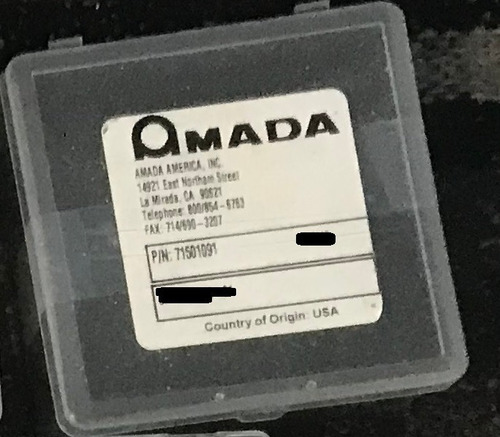 AMADA
AMADA AMERICA, INC.
14921 East Northam Street
La Mirada, CA 90621
Telephone: 800/854-6763
FAX: 714/690-3207
P/N: 71501091
Country of Origin: USA